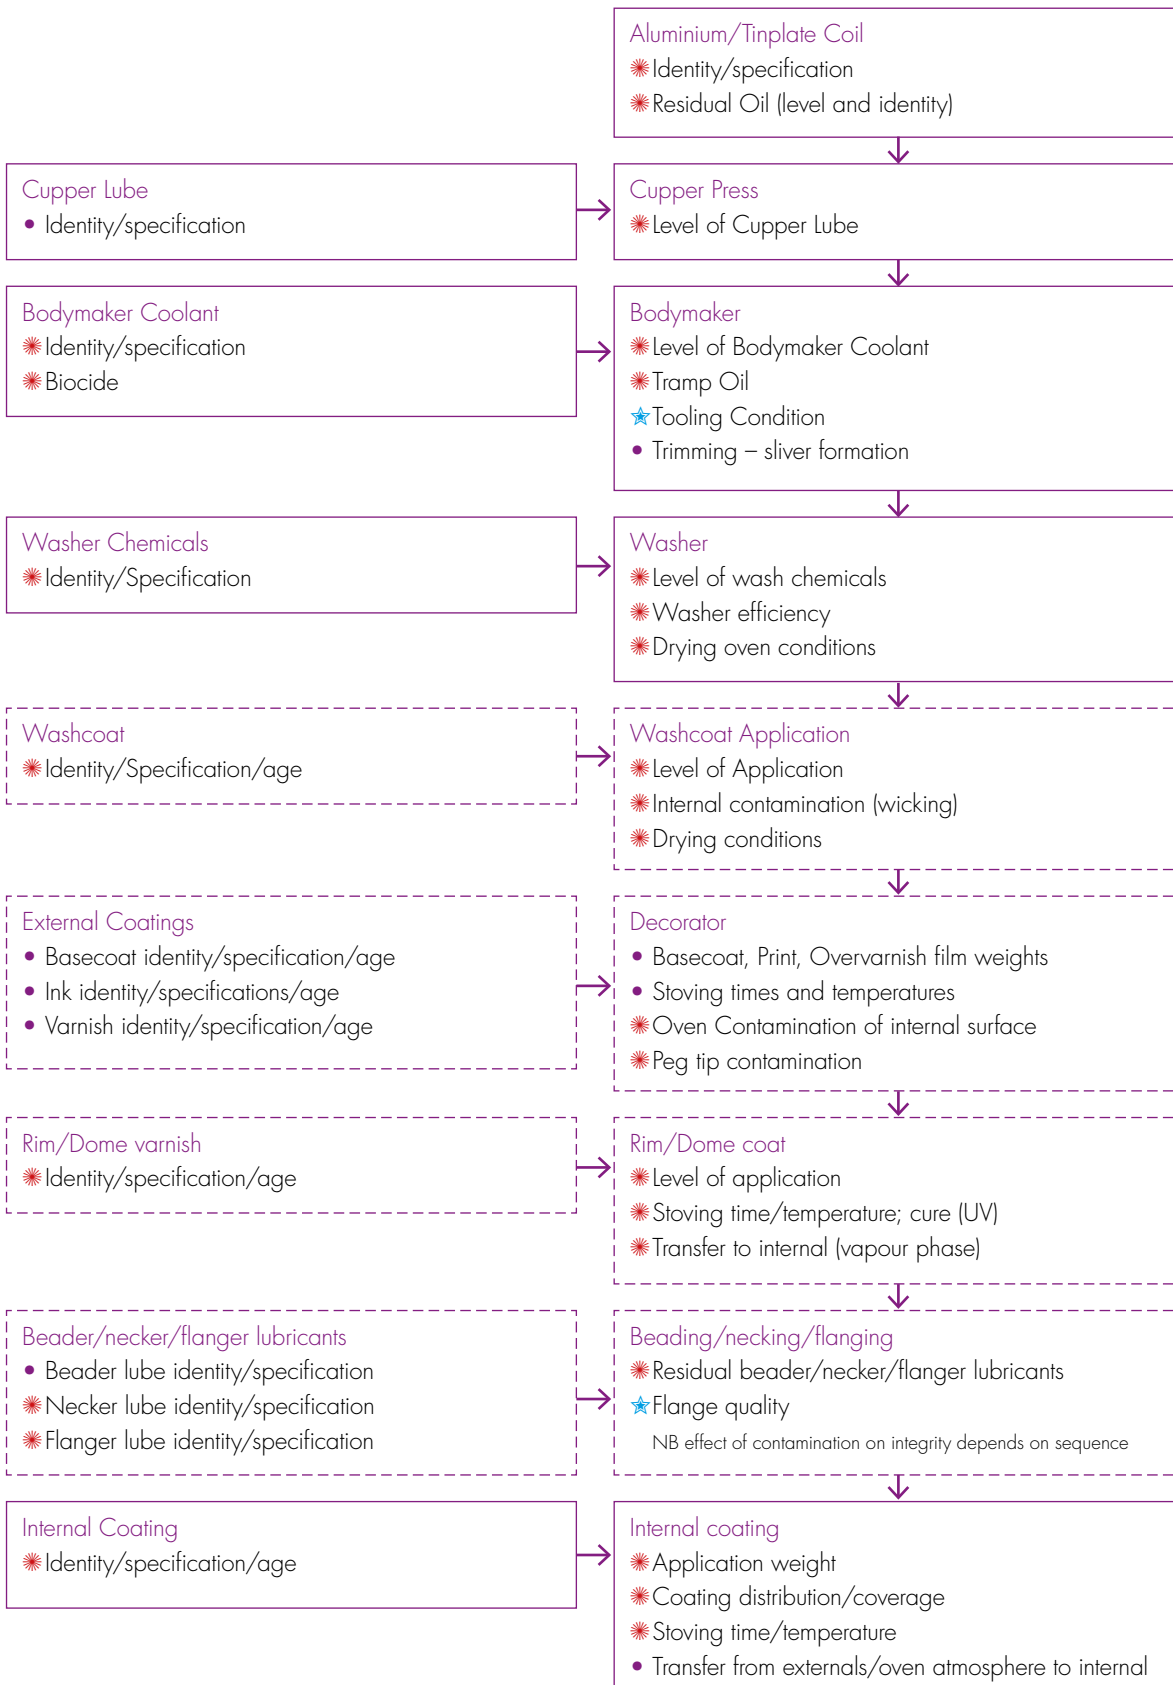 Aluminium/Tinplate Coil
Identity/specification
Residual Oil (level and identity)
Cupper Lube
• Identity/specification
Cupper Press
Level of Cupper Lube
Bodymaker Coolant
Identity/specification
Biocide
Bodymaker
Level of Bodymaker Coolant
Tramp Oil
Tooling Condition
• Trimming – sliver formation
Washer Chemicals
Identity/Specification
Washer
Level of wash chemicals
Washer efficiency
Drying oven conditions
Washcoat
Identity/Specification/age
Washcoat Application
Level of Application
Internal contamination (wicking)
Drying conditions
External Coatings
• Basecoat identity/specification/age
• Ink identity/specifications/age
• Varnish identity/specification/age
Decorator
• Basecoat, Print, Overvarnish film weights
• Stoving times and temperatures
Oven Contamination of internal surface
Peg tip contamination
Rim/Dome varnish
Identity/specification/age
Rim/Dome coat
Level of application
Stoving time/temperature; cure (UV)
Transfer to internal (vapour phase)
Beader/necker/flanger lubricants
• Beader lube identity/specification
Necker lube identity/specification
Flanger lube identity/specification
Beading/necking/flanging
Residual beader/necker/flanger lubricants
Flange quality
NB effect of contamination on integrity depends on sequence
Internal Coating
Identity/specification/age
Internal coating
Application weight
Coating distribution/coverage
Stoving time/temperature
• Transfer from externals/oven atmosphere to internal